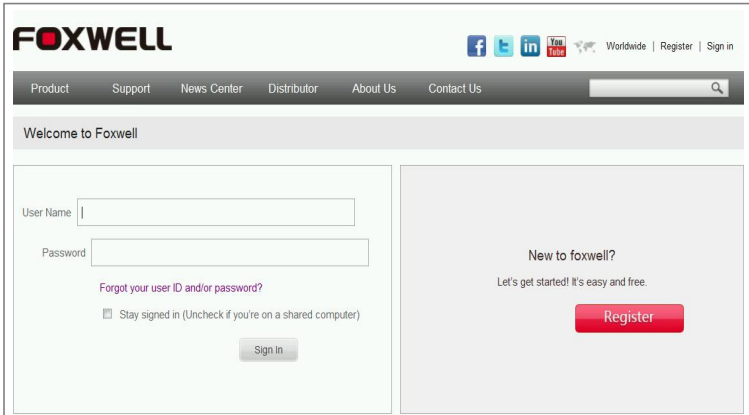 FOXWELL
f t in You Tube Worldwide | Register | Sign in
Product Support News Center Distributor About Us Contact Us
Welcome to Foxwell
User Name
Password
Forgot your user ID and/or password?
Stay signed in (Uncheck if you're on a shared computer)
Sign In
New to foxwell?
Let's get started! It's easy and free.
Register